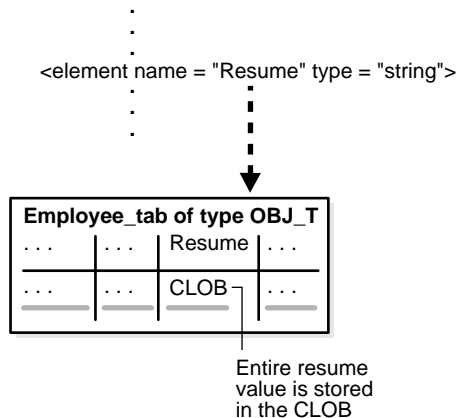 .
.
.
<element name = "Resume" type = "string">
.
.
.
Employee_tab of type OBJ_T
. . . . . . Resume . . .
. . . . . . CLOB . . .
Entire resume
value is stored
in the CLOB